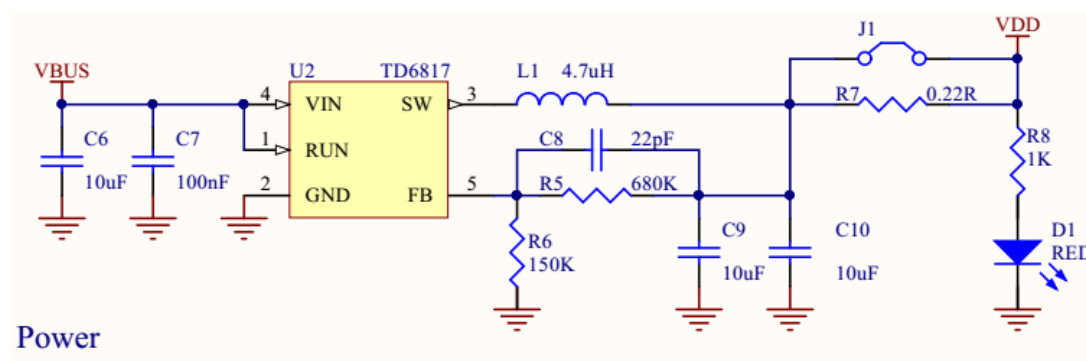 J1
VDD
VBUS
U2 TD6817
L1 4.7uH
4 VIN SW 3
R7 0.22R
C6
10uF
C7
100nF
1 RUN
C8 22pF
R8
1K
2 GND FB 5
R5 680K
R6
150K
C9
10uF
C10
10uF
D1
RED
Power